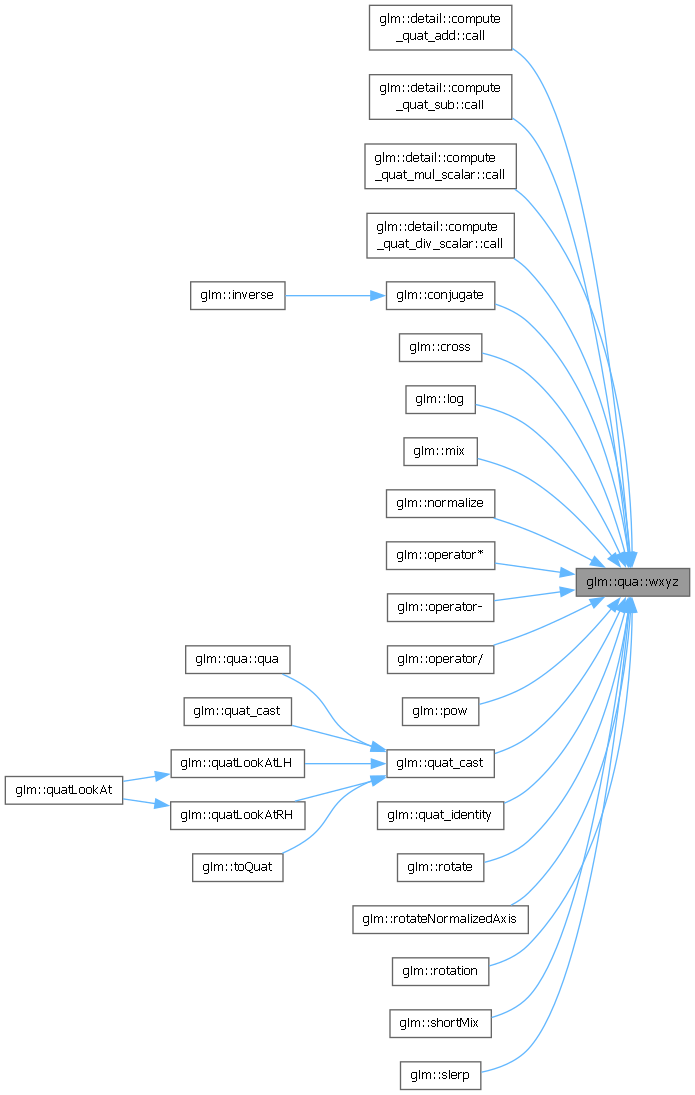 glm::detail::compute
_quat_add::call
glm::detail::compute
_quat_sub::call
glm::detail::compute
_quat_mul_scalar::call
glm::detail::compute
_quat_div_scalar::call
glm::inverse
glm::conjugate
glm::cross
glm::log
glm::mix
glm::normalize
glm::operator*
glm::qua::wxyz
glm::operator-
glm::operator/
glm::qua::qua
glm::pow
glm::quat_cast
glm::quatLookAtLH
glm::quat_cast
glm::quatLookAt
glm::quatLookAtRH
glm::quat_identity
glm::toQuat
glm::rotate
glm::rotateNormalizedAxis
glm::rotation
glm::shortMix
glm::slerp